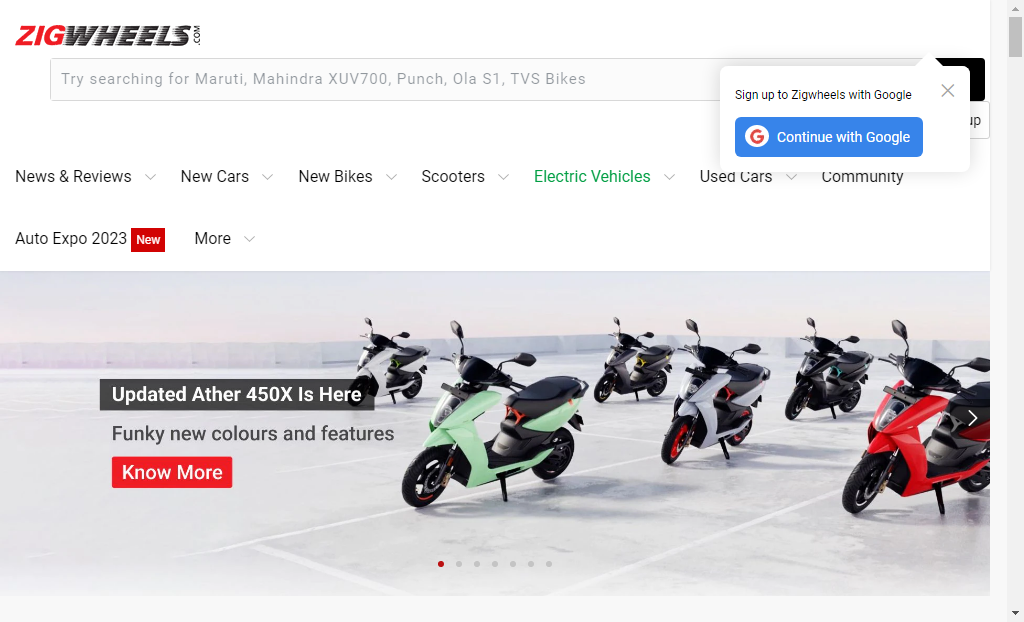 ZIGWHEELS.COM
Try searching for Maruti, Mahindra XUV700, Punch, Ola S1, TVS Bikes
Sign up to Zigwheels with Google
Continue with Google
up
News & Reviews New Cars New Bikes Scooters Electric Vehicles Used Cars Community
Auto Expo 2023 New More
Updated Ather 450X Is Here
Funky new colours and features
Know More